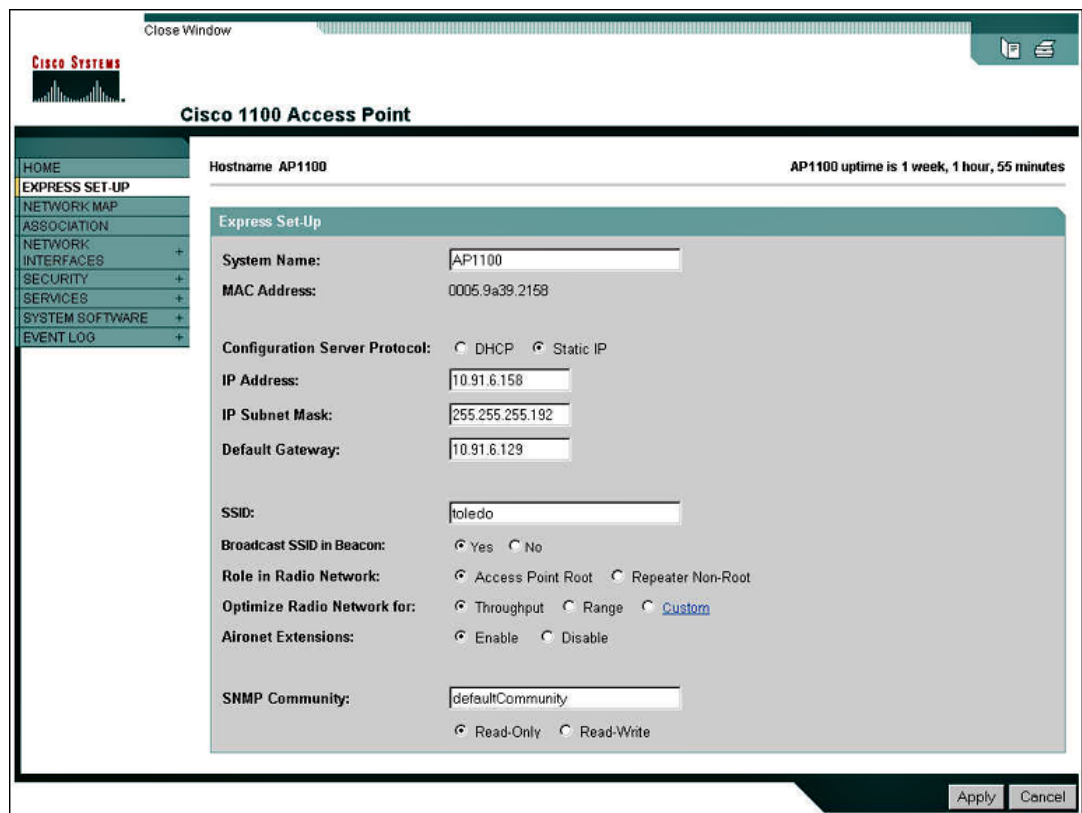 Close Window
CISCO SYSTEMS
Cisco 1100 Access Point
HOME
EXPRESS SET-UP
NETWORK MAP
ASSOCIATION
NETWORK
INTERFACES +
SECURITY +
SERVICES +
SYSTEM SOFTWARE +
EVENT LOG +
Hostname AP1100
AP1100 uptime is 1 week, 1 hour, 55 minutes
Express Set-Up
System Name: AP1100
MAC Address: 0005.9a39.2158
Configuration Server Protocol: DHCP Static IP
IP Address: 10.91.6.158
IP Subnet Mask: 255.255.255.192
Default Gateway: 10.91.6.129
SSID: toledo
Broadcast SSID in Beacon: Yes No
Role in Radio Network: Access Point Root Repeater Non-Root
Optimize Radio Network for: Throughput Range Custom
Aironet Extensions: Enable Disable
SNMP Community: defaultCommunity
Read-Only Read-Write
Apply Cancel